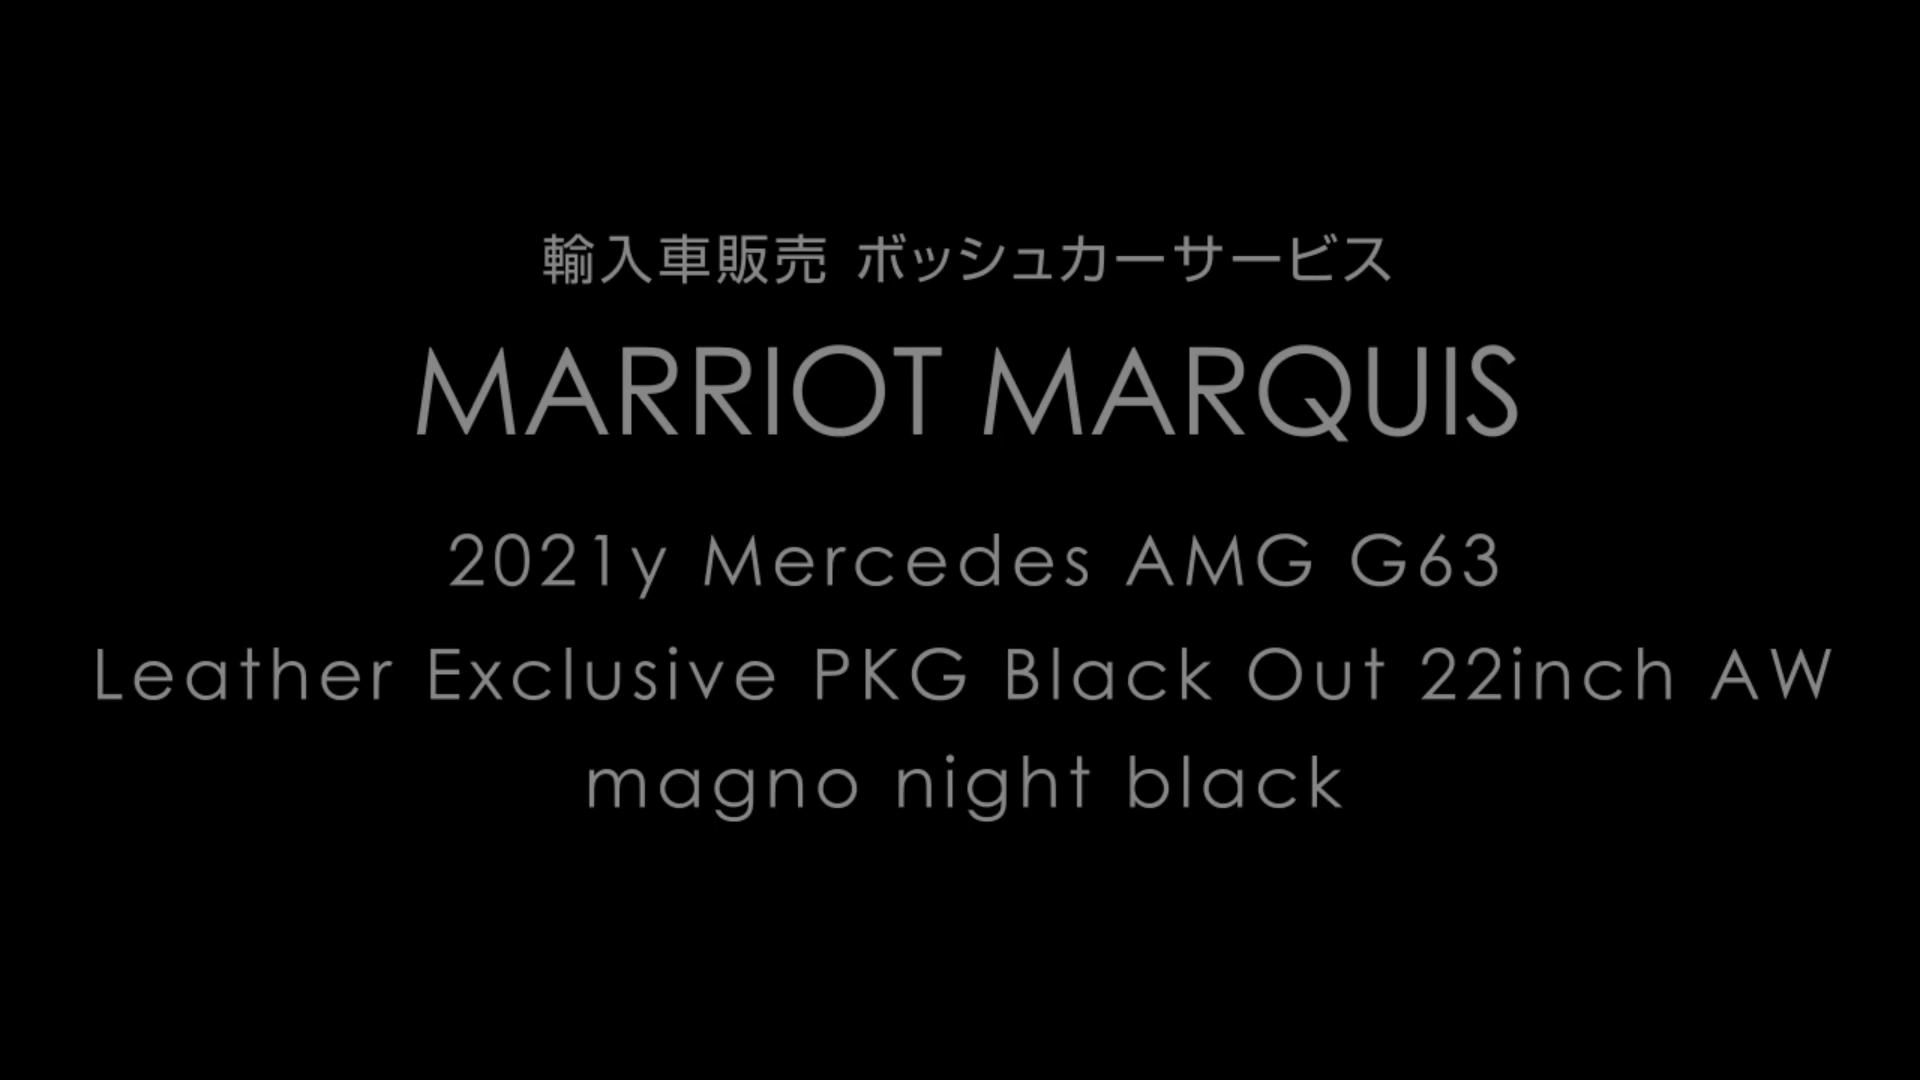 輸入車販売 ボッシュカーサービス
MARRIOT MARQUIS
2021y Mercedes AMG G63
Leather Exclusive PKG Black Out 22inch AW
magno night black